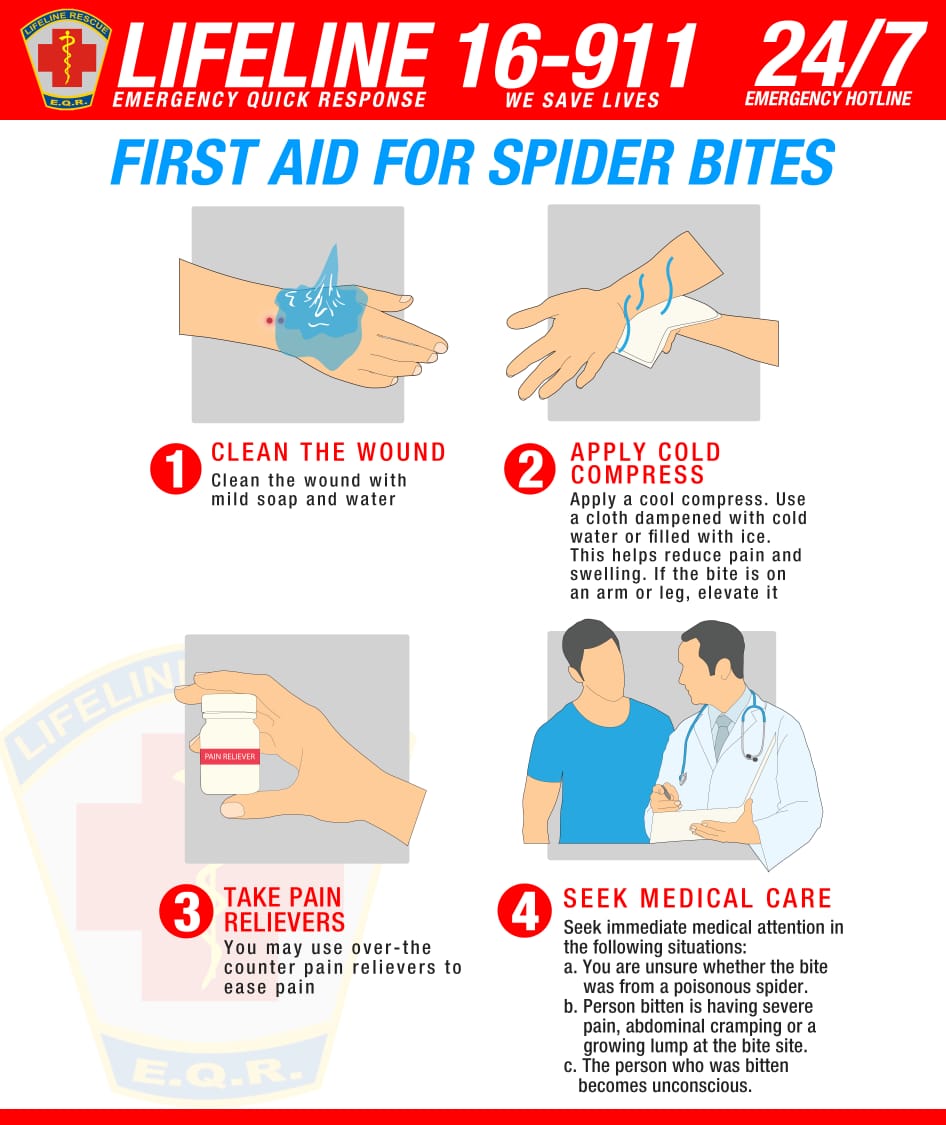 LIFELINE RESCUE
E.Q.R.
LIFELINE 16-911 24/7
EMERGENCY QUICK RESPONSE WE SAVE LIVES EMERGENCY HOTLINE
FIRST AID FOR SPIDER BITES
1 CLEAN THE WOUND
Clean the wound with
mild soap and water
2 APPLY COLD
COMPRESS
Apply a cool compress. Use
a cloth dampened with cold
water or filled with ice.
This helps reduce pain and
swelling. If the bite is on
an arm or leg, elevate it
PAIN RELIEVER
3 TAKE PAIN
RELIEVERS
You may use over-the
counter pain relievers to
ease pain
4 SEEK MEDICAL CARE
Seek immediate medical attention in
the following situations:
a. You are unsure whether the bite
was from a poisonous spider.
b. Person bitten is having severe
pain, abdominal cramping or a
growing lump at the bite site.
c. The person who was bitten
becomes unconscious.
LIFELINE
E.Q.R.